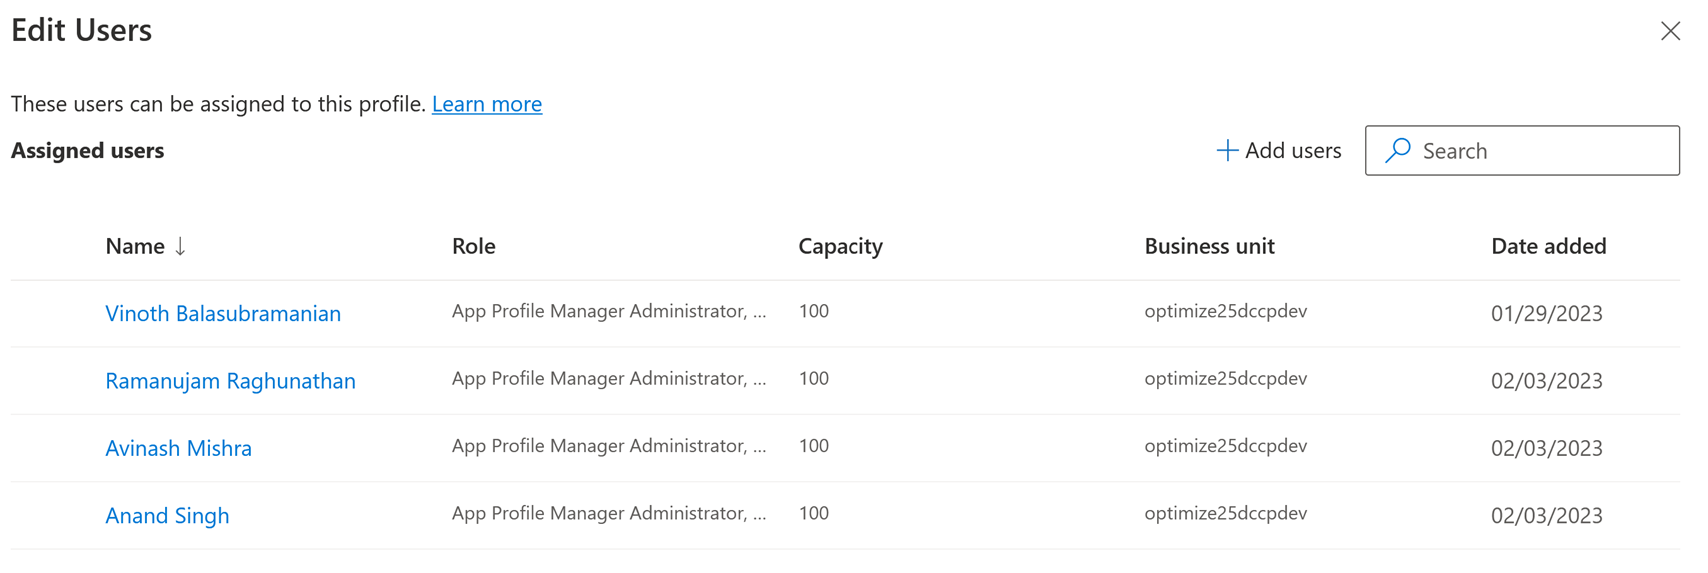 Edit Users
These users can be assigned to this profile. Learn more
Assigned users
Add users
Search
Name Role Capacity Business unit Date added
Vinoth Balasubramanian App Profile Manager Administrator, ... 100 optimize25dccpdev 01/29/2023
Ramanujam Raghunathan App Profile Manager Administrator, ... 100 optimize25dccpdev 02/03/2023
Avinash Mishra App Profile Manager Administrator, ... 100 optimize25dccpdev 02/03/2023
Anand Singh App Profile Manager Administrator, ... 100 optimize25dccpdev 02/03/2023